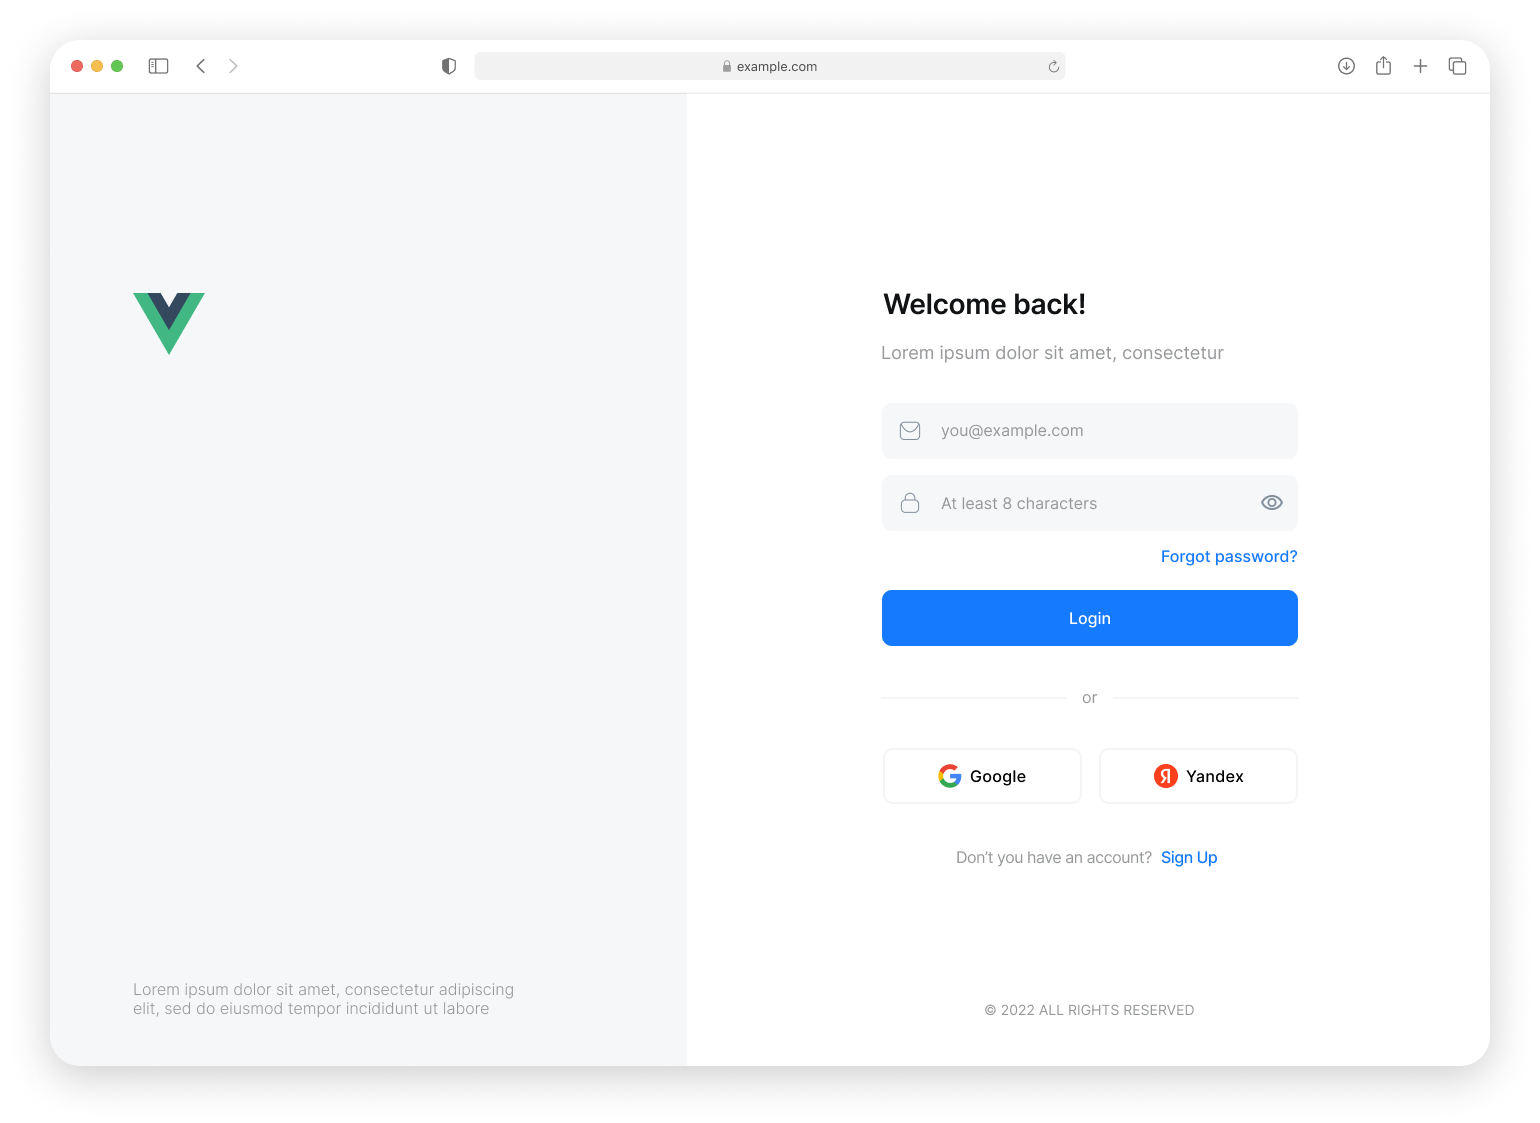 example.com
Welcome back!
Lorem ipsum dolor sit amet, consectetur
you@example.com
At least 8 characters
Forgot password?
Login
or
Google
Я Yandex
Don't you have an account? Sign Up
Lorem ipsum dolor sit amet, consectetur adipiscing
elit, sed do eiusmod tempor incididunt ut labore
© 2022 ALL RIGHTS RESERVED